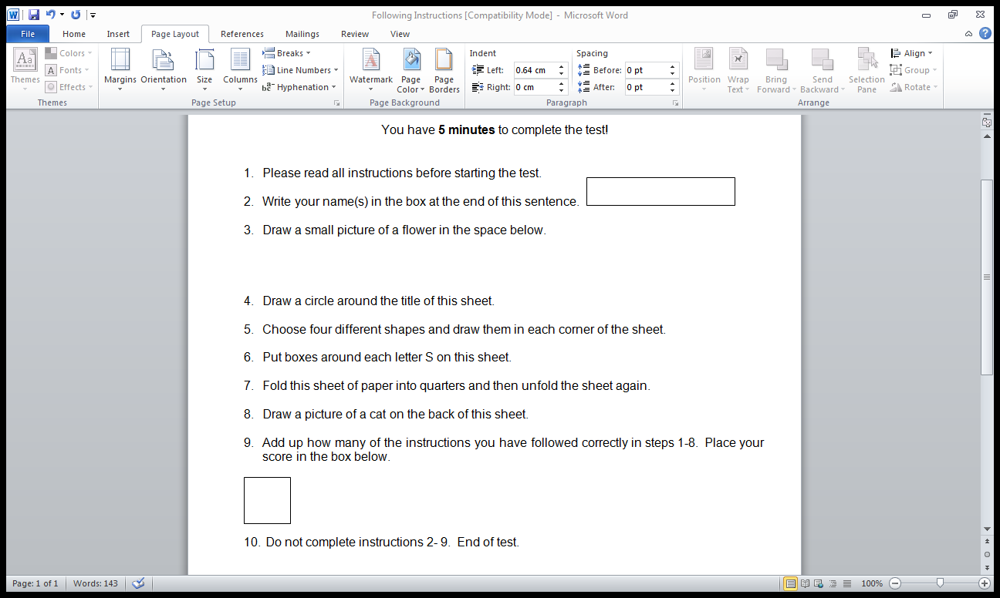 Following Instructions [Compatibility Mode] - Microsoft Word
File Home Insert Page Layout References Mailings Review View
Themes
Colors
Fonts
Effects
Themes
Margins Orientation Size Columns
Breaks
Line Numbers
Hyphenation
Page Setup
Watermark Page Color Page Borders
Page Background
Indent
Left: 0.64 cm
Right: 0 cm
Spacing
Before: 0 pt
After: 0 pt
Paragraph
Position Wrap Text Bring Forward Send Backward Selection Pane
Align
Group
Rotate
Arrange
You have 5 minutes to complete the test!
1. Please read all instructions before starting the test.
2. Write your name(s) in the box at the end of this sentence.
3. Draw a small picture of a flower in the space below.
4. Draw a circle around the title of this sheet.
5. Choose four different shapes and draw them in each corner of the sheet.
6. Put boxes around each letter S on this sheet.
7. Fold this sheet of paper into quarters and then unfold the sheet again.
8. Draw a picture of a cat on the back of this sheet.
9. Add up how many of the instructions you have followed correctly in steps 1-8. Place your
score in the box below.
10. Do not complete instructions 2- 9. End of test.
Page: 1 of 1 Words: 143 100%